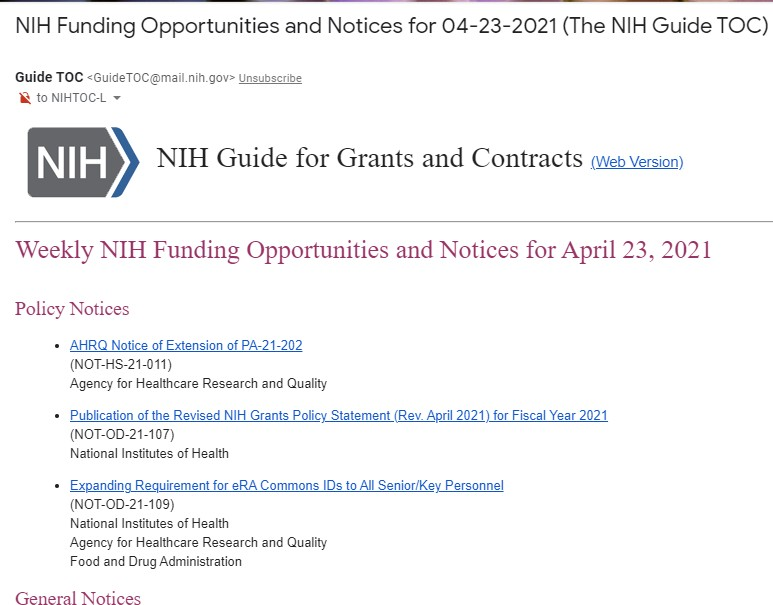 NIH Funding Opportunities and Notices for 04-23-2021 (The NIH Guide TOC)
Guide TOC <GuideTOC@mail.nih.gov> Unsubscribe
to NIHTOC-L
NIH NIH Guide for Grants and Contracts (Web Version)
Weekly NIH Funding Opportunities and Notices for April 23, 2021
Policy Notices
• AHRQ Notice of Extension of PA-21-202
(NOT-HS-21-011)
Agency for Healthcare Research and Quality
• Publication of the Revised NIH Grants Policy Statement (Rev. April 2021) for Fiscal Year 2021
(NOT-OD-21-107)
National Institutes of Health
• Expanding Requirement for eRA Commons IDs to All Senior/Key Personnel
(NOT-OD-21-109)
National Institutes of Health
Agency for Healthcare Research and Quality
Food and Drug Administration
General Notices